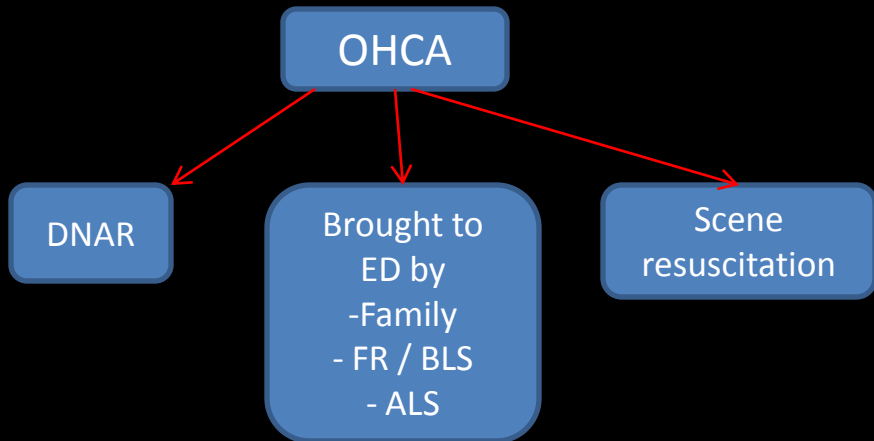 OHCA
DNAR
Brought to
ED by
-Family
- FR / BLS
- ALS
Scene
resuscitation